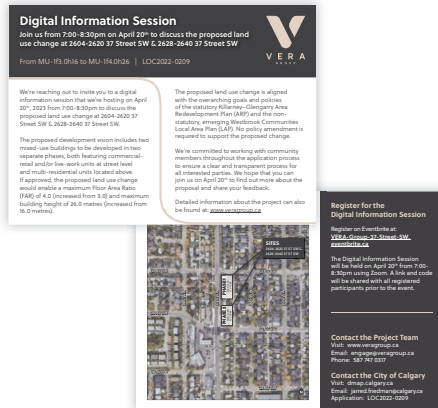 Digital Information Session
Join us from 7:00-8:30pm on April 20th to discuss the proposed land
use change at 2604-2620 37 Street SW & 2628-2640 37 Street SW
From MU-1f3.0h16 to MU-1f4.0h26 | LOC2022-0209
VERA
GROUP
We're reaching out to invite you to a digital
information session that we're hosting on April
20th, 2023 from 7:00-8:30pm to discuss the
proposed land use change at 2604-2620 37
Street SW & 2628-2640 37 Street SW.
The proposed development vision includes two
mixed-use buildings to be developed in two
separate phases, both featuring commercial-
retail and/or live-work units at street level
and multi-residential units located above.
If approved, the proposed land use change
would enable a maximum Floor Area Ratio
(FAR) of 4.0 (increased from 3.0) and maximum
building height of 26.0 metres (increased from
16.0 metres).
The proposed land use change is aligned
with the overarching goals and policies
of the statutory Killarney-Glengarry Area
Redevelopment Plan (ARP) and the non-
statutory, emerging Westbrook Communities
Local Area Plan (LAP). No policy amendment is
required to support the proposed change.
We're committed to working with community
members throughout the application process
to ensure a clear and transparent process for
all interested parties. We hope that you can
join us on April 20th to find out more about the
proposal and share your feedback.
Detailed information about the project can also
be found at: www.veragroup.ca
SITES
2604-2620 37 ST SW &
2628-2640 37 ST SW
PHASE 1
PHASE 2
Register for the
Digital Information Session
Register on Eventbrite at:
VERA-Group-37-Street-SW.
eventbrite.ca
The Digital Information Session
will be held on April 20th from 7:00-
8:30pm using Zoom. A link and code
will be shared with all registered
participants prior to the event.
Contact the Project Team
Visit: www.veragroup.ca
Email: engage@veragroup.ca
Phone: 587 747 0317
Contact the City of Calgary
Visit: dmap.calgary.ca
Email: jarred.friedman@calgary.ca
Application: LOC2022-0209